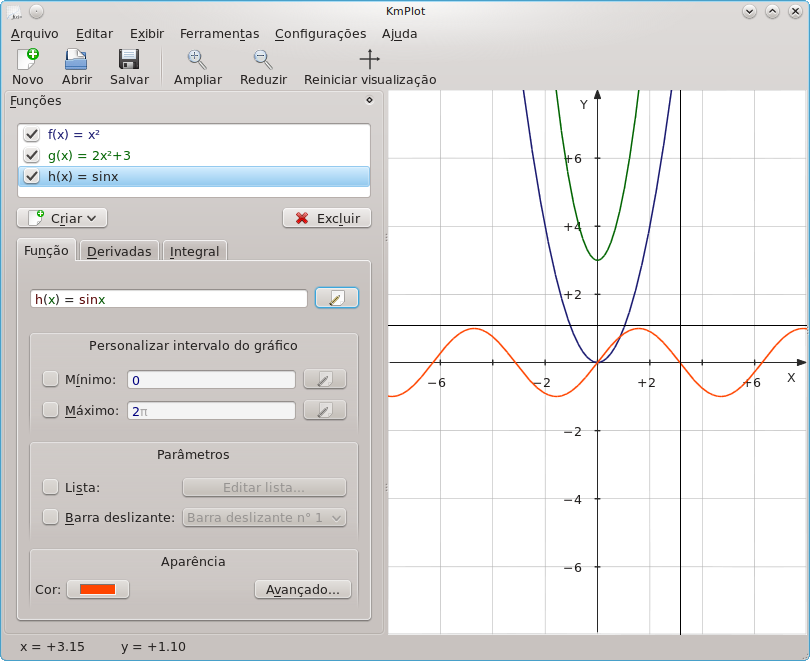 KmPlot
Arquivo Editar Exibir Ferramentas Configurações Ajuda
Novo Abrir Salvar Ampliar Reduzir Reiniciar visualização
Funções
f(x) = x²
g(x) = 2x²+3
h(x) = sinx
Criar Excluir
Função Derivadas Integral
h(x) = sinx
Personalizar intervalo do gráfico
Mínimo: 0
Máximo: 2π
Parâmetros
Lista: Editar lista...
Barra deslizante: Barra deslizante n° 1
Aparência
Cor: Avançado...
Y
+6
+4
+2
−6 −2 +2 +6 X
−2
−4
−6
x = +3.15 y = +1.10